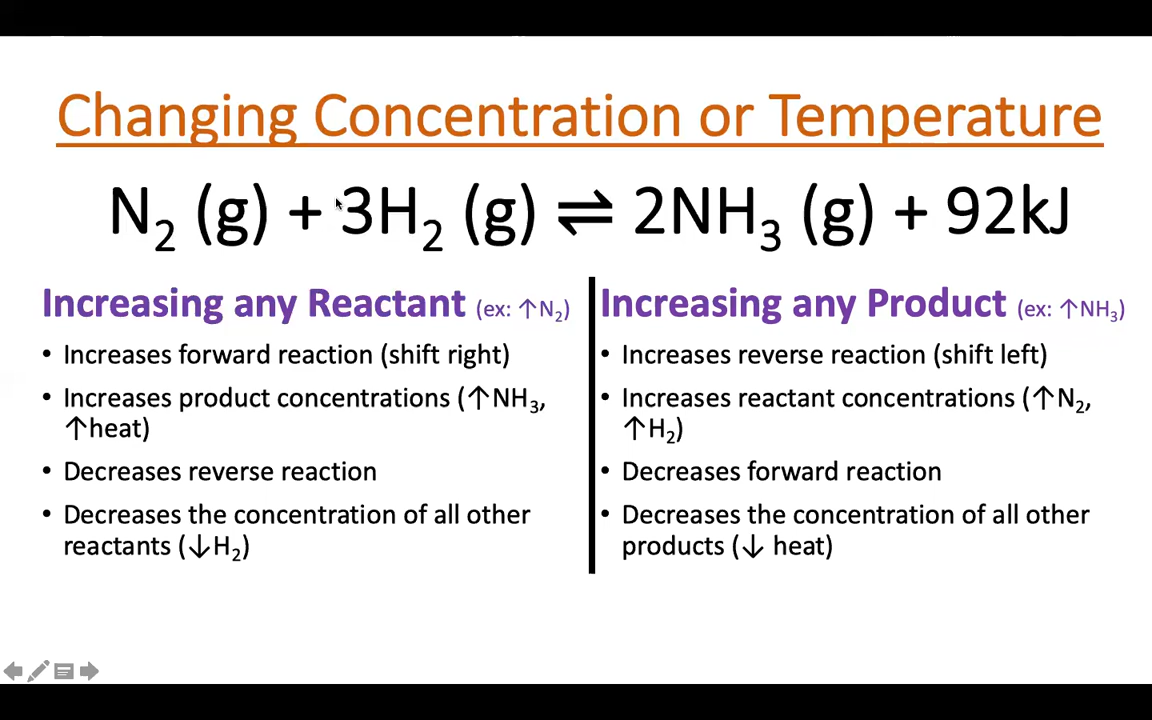 Changing Concentration or Temperature
N₂ (g) + 3H₂ (g) ⇌ 2NH₃ (g) + 92kJ
Increasing any Reactant (ex: ↑N₂)
• Increases forward reaction (shift right)
• Increases product concentrations (↑NH₃,
↑heat)
• Decreases reverse reaction
• Decreases the concentration of all other
reactants (↓H₂)
Increasing any Product (ex: ↑NH₃)
• Increases reverse reaction (shift left)
• Increases reactant concentrations (↑N₂,
↑H₂)
• Decreases forward reaction
• Decreases the concentration of all other
products (↓ heat)